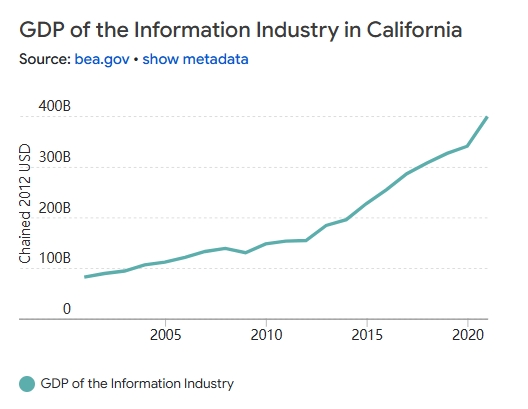 GDP of the Information Industry in California
Source: bea.gov • show metadata
400B
300B
200B
100B
0
Chained 2012 USD
2005 2010 2015 2020
GDP of the Information Industry